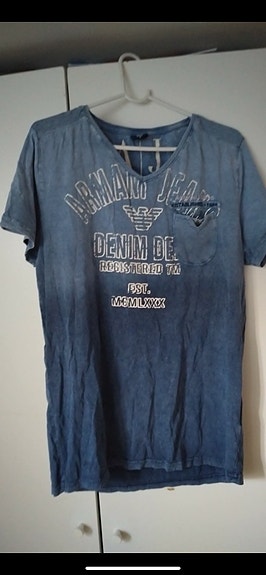 ARMANI JEANS
DENIM DE
REGISTERED TM
EST.
MCMLXXX